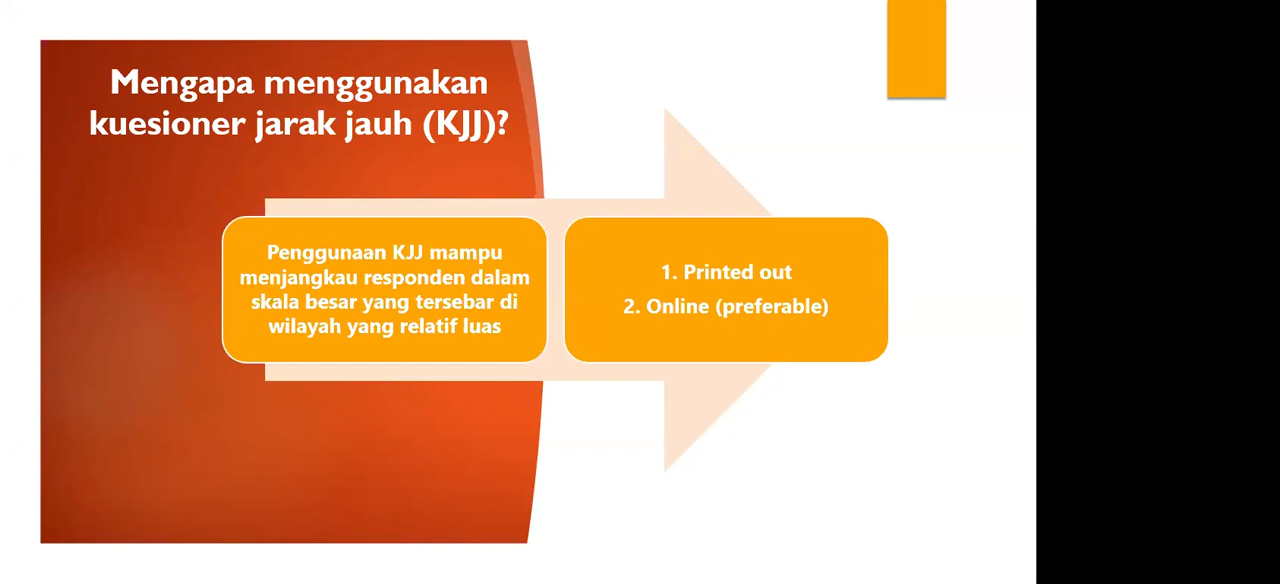 Mengapa menggunakan
kuesioner jarak jauh (KJJ)?
Penggunaan KJJ mampu
menjangkau responden dalam
skala besar yang tersebar di
wilayah yang relatif luas
1. Printed out
2. Online (preferable)